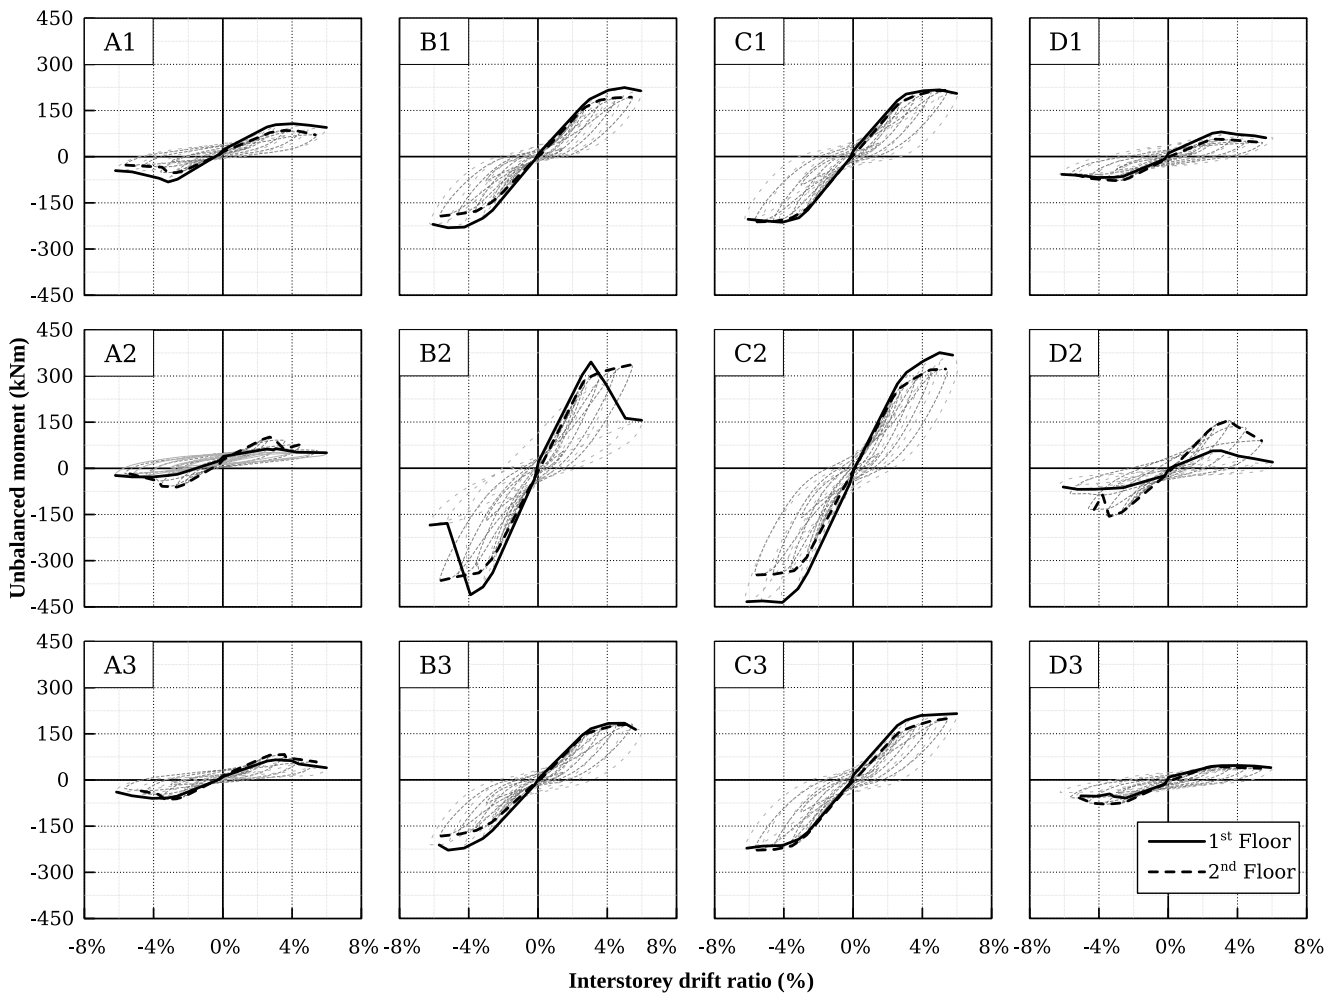 450
300
150
0
-150
-300
-450
A1
B1
C1
D1
450
300
150
0
-150
-300
-450
A2
B2
C2
D2
450
300
150
0
-150
-300
-450
A3
B3
C3
D3
Unbalanced moment (kNm)
1st Floor
2nd Floor
-8% -4% 0% 4% 8% -8% -4% 0% 4% 8% -8% -4% 0% 4% 8% -8% -4% 0% 4% 8%
Interstorey drift ratio (%)